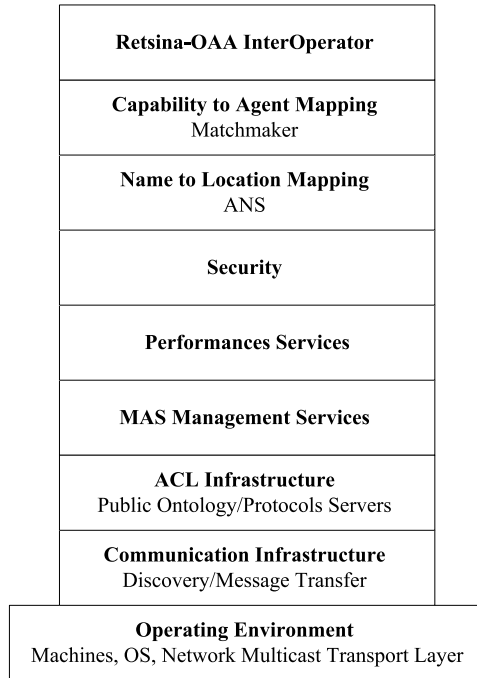 Retsina-OAA InterOperator
Capability to Agent Mapping
Matchmaker
Name to Location Mapping
ANS
Security
Performances Services
MAS Management Services
ACL Infrastructure
Public Ontology/Protocols Servers
Communication Infrastructure
Discovery/Message Transfer
Operating Environment
Machines, OS, Network Multicast Transport Layer